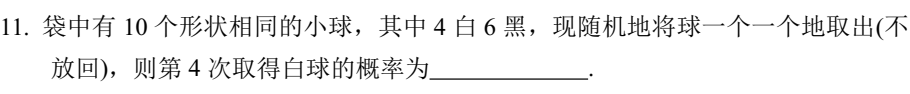 11. 袋中有 10 个形状相同的小球，其中 4 白 6 黑，现随机地将球一个一个地取出(不
放回)，则第 4 次取得白球的概率为____________.